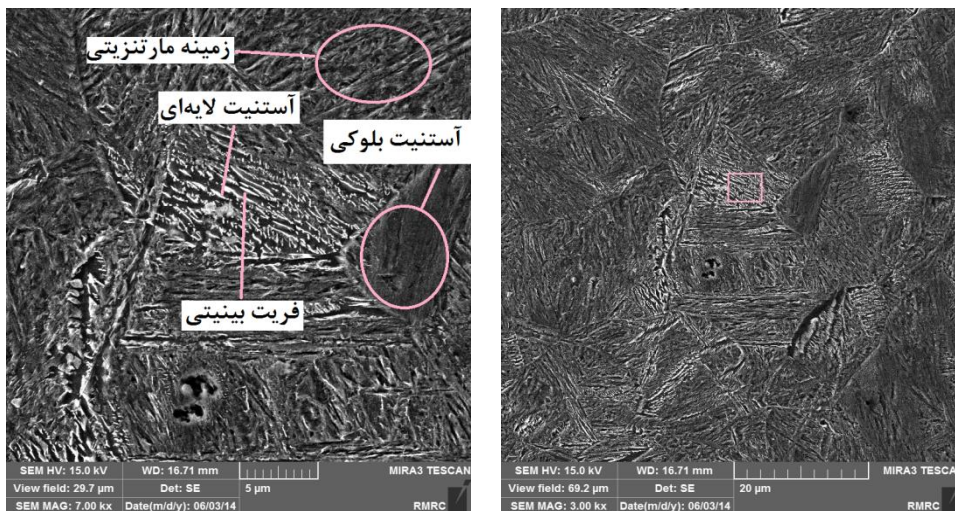 زمینه مارتنزیتی
آستنیت لایه‌ای
آستنیت بلوکی
فریت بینیتی
SEM HV: 15.0 kV
WD: 16.71 mm
MIRA3 TESCAN
View field: 29.7 µm
Det: SE
5 µm
SEM MAG: 7.00 kx
Date(m/d/y): 06/03/14
RMRC
SEM HV: 15.0 kV
WD: 16.71 mm
MIRA3 TESCA
View field: 69.2 µm
Det: SE
20 µm
SEM MAG: 3.00 kx
Date(m/d/y): 06/03/14
RMRC